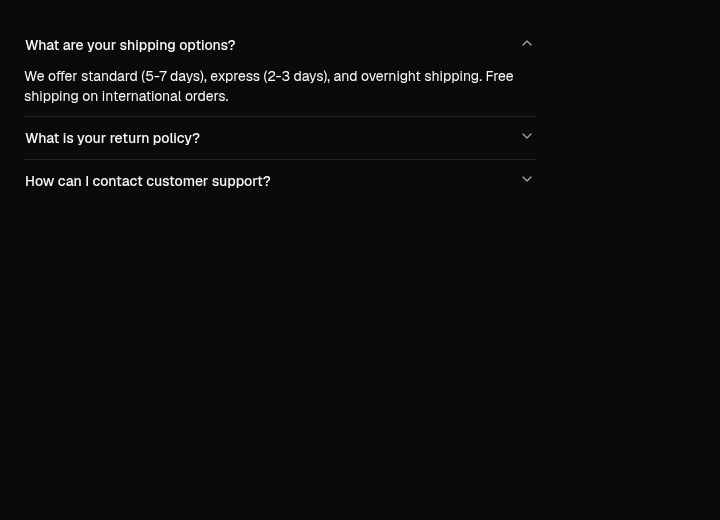 What are your shipping options?
We offer standard (5-7 days), express (2-3 days), and overnight shipping. Free
shipping on international orders.
What is your return policy?
How can I contact customer support?